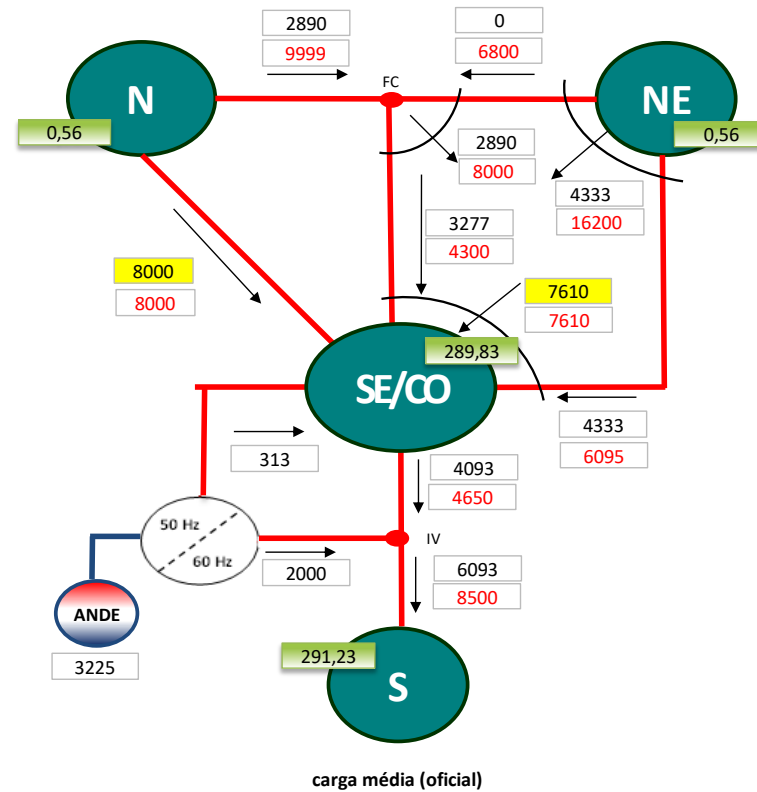 2890
9999
0
6800
FC
N
NE
0,56
0,56
2890
8000
4333
16200
3277
4300
8000
8000
7610
7610
289,83
SE/CO
313
4333
6095
4093
4650
50 Hz
60 Hz
IV
2000
6093
8500
ANDE
3225
291,23
S
carga média (oficial)